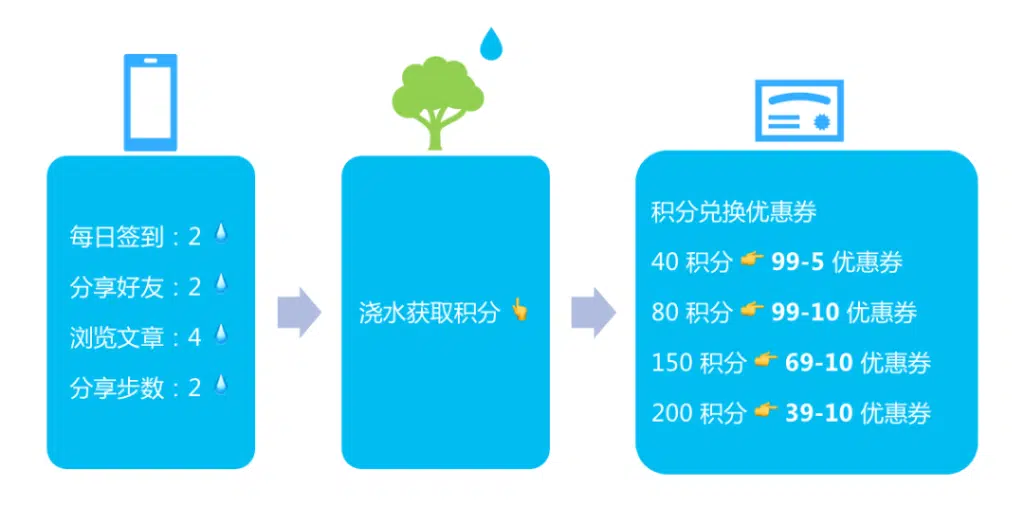 每日签到：2 💧
分享好友：2 💧
浏览文章：4 💧
分享步数：2 💧
浇水获取积分 👆
积分兑换优惠券
40 积分 👉 99-5 优惠券
80 积分 👉 99-10 优惠券
150 积分 👉 69-10 优惠券
200 积分 👉 39-10 优惠券